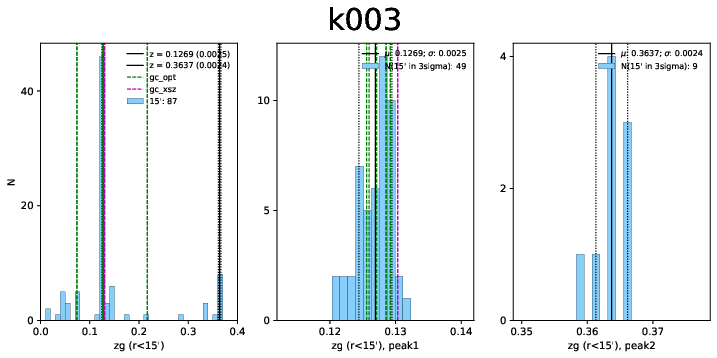 k003
z = 0.1269 (0.0025)
z = 0.3637 (0.0024)
gc_opt
gc_xsz
15': 87
N
0
20
40
0.0
0.1
0.2
0.3
0.4
zg (r<15')
μ: 0.1269; σ: 0.0025
N(15' in 3sigma): 49
0
5
10
0.12
0.13
0.14
zg (r<15'), peak1
μ: 0.3637; σ: 0.0024
N(15' in 3sigma): 9
0
2
4
0.35
0.36
0.37
zg (r<15'), peak2